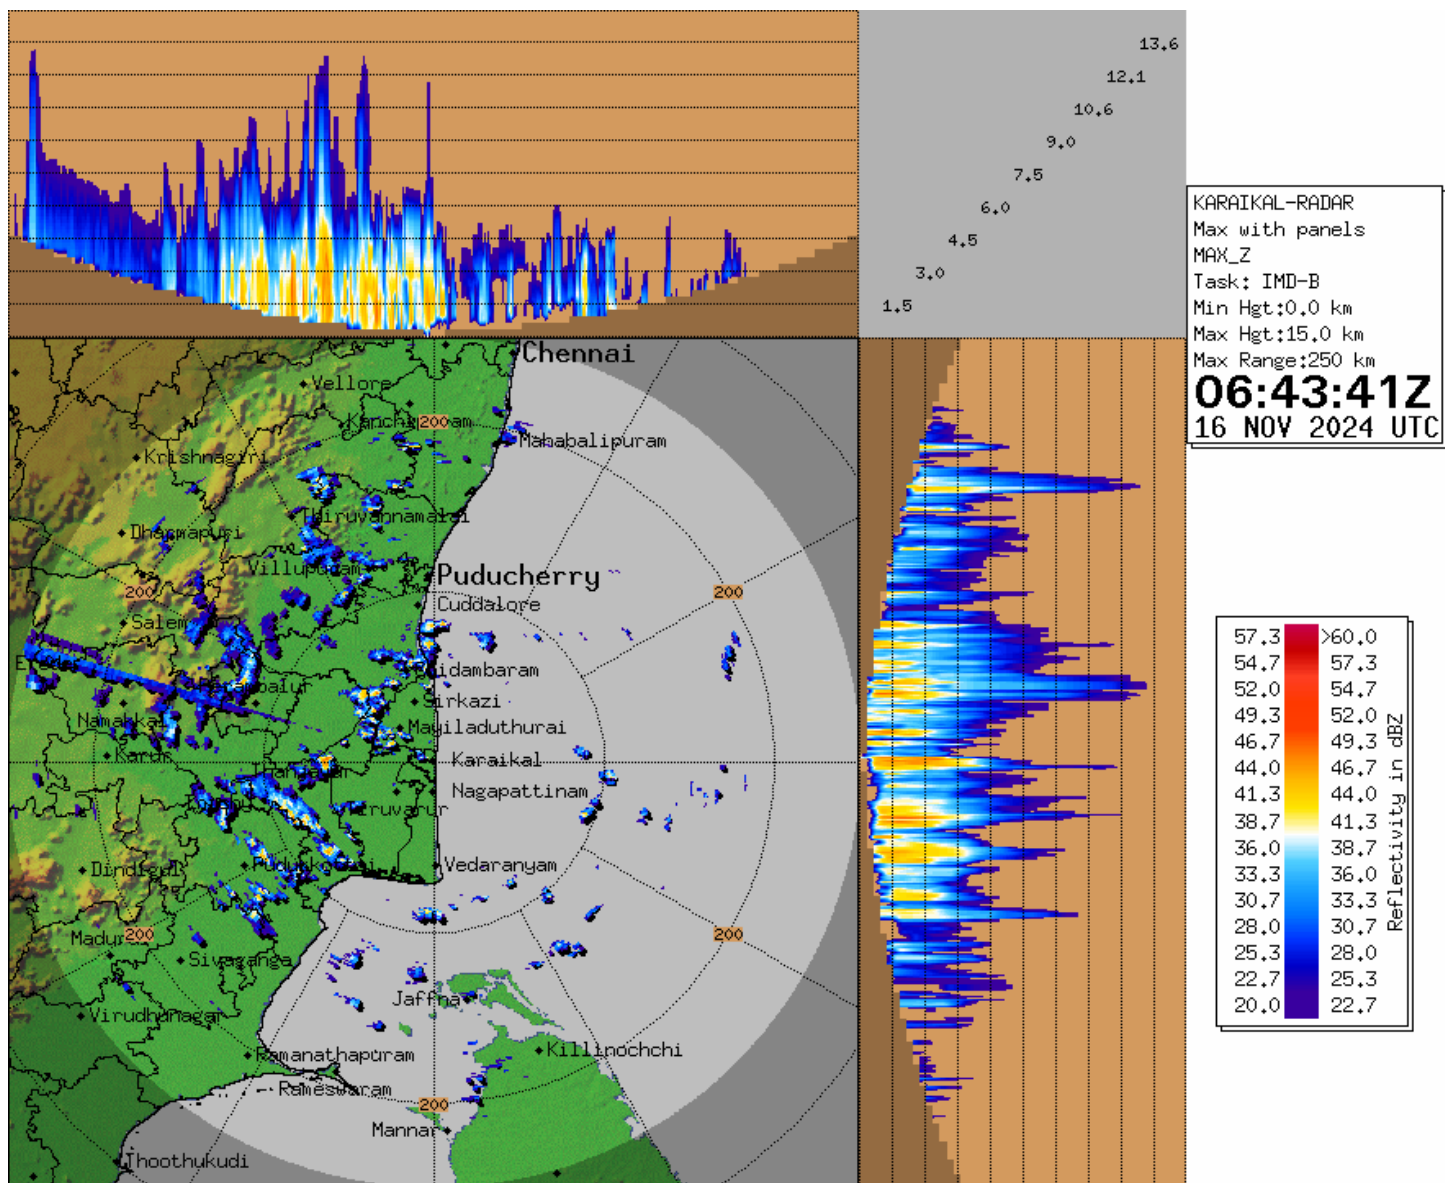 13.6
12.1
10.6
9.0
7.5
6.0
4.5
3.0
1.5
KARAIKAL-RADAR
Max with panels
MAX_Z
Task: IMD-B
Min Hgt:0.0 km
Max Hgt:15.0 km
Max Range:250 km
06:43:41Z
16 NOV 2024 UTC
Chennai
Vellore
200
Mahabalipuram
Krishnagiri
Thiruvannamalai
Dharmapuri
Villupuram
Puducherry
200
200
Cuddalore
Salem
Chidambaram
Sirkazi
Namakkal
Mayiladuthurai
Karur
Karaikal
Nagapattinam
Tiruvarur
Dindigul
Pudukkottai
Vedaranyam
200
200
Sivaganga
Jaffna
Virudhunagar
Killinochchi
Ramanathapuram
Rameswaram
200
Mannar
Thoothukudi
57.3 >60.0
54.7 57.3
52.0 54.7
49.3 52.0
46.7 49.3
44.0 46.7
41.3 44.0
38.7 41.3
36.0 38.7
33.3 36.0
30.7 33.3
28.0 30.7
25.3 28.0
22.7 25.3
20.0 22.7
Reflectivity in dBZ